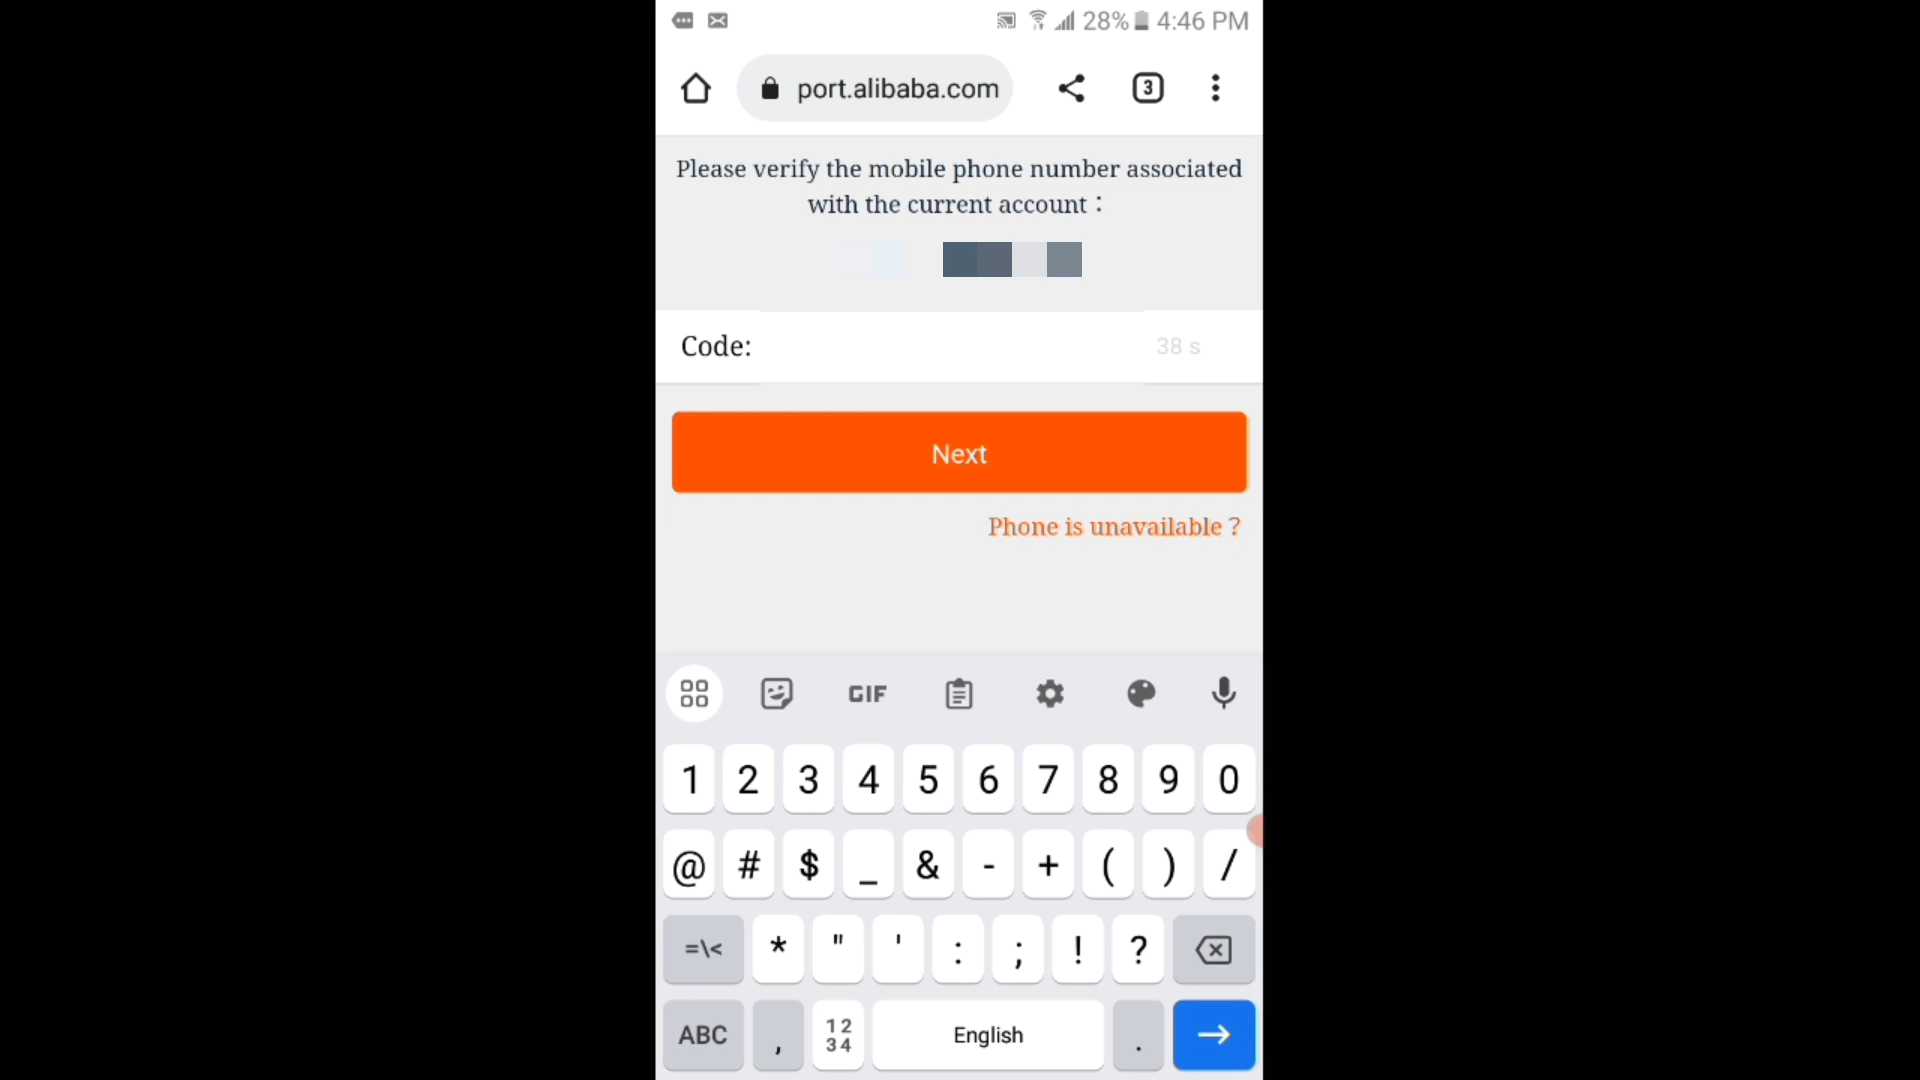 28% 4:46 PM
port.alibaba.com 3
Please verify the mobile phone number associated
with the current account：
Code: 38 s
Next
Phone is unavailable？
GIF
1 2 3 4 5 6 7 8 9 0
@ # $ _ & - + ( ) /
=\< * " ' : ; ! ?
ABC , 12 34 English .